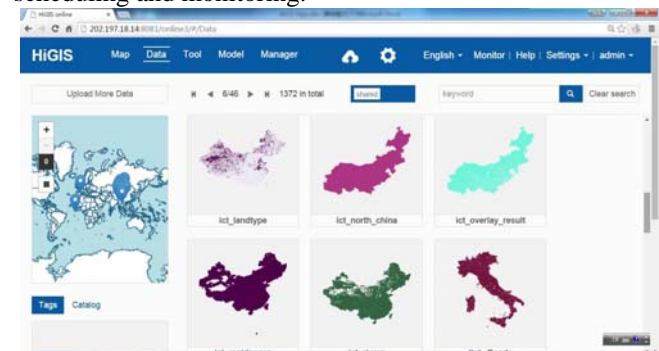 scheduling and monitoring.
HiGIS online
202.197.18.14:8081/online3/#/Data
HiGIS Map Data Tool Model Manager English Monitor | Help | Settings | admin
Upload More Data 6/46 1372 in total shared keyword Clear search
ict_landtype ict_north_china ict_overlay_result
Tags Catalog